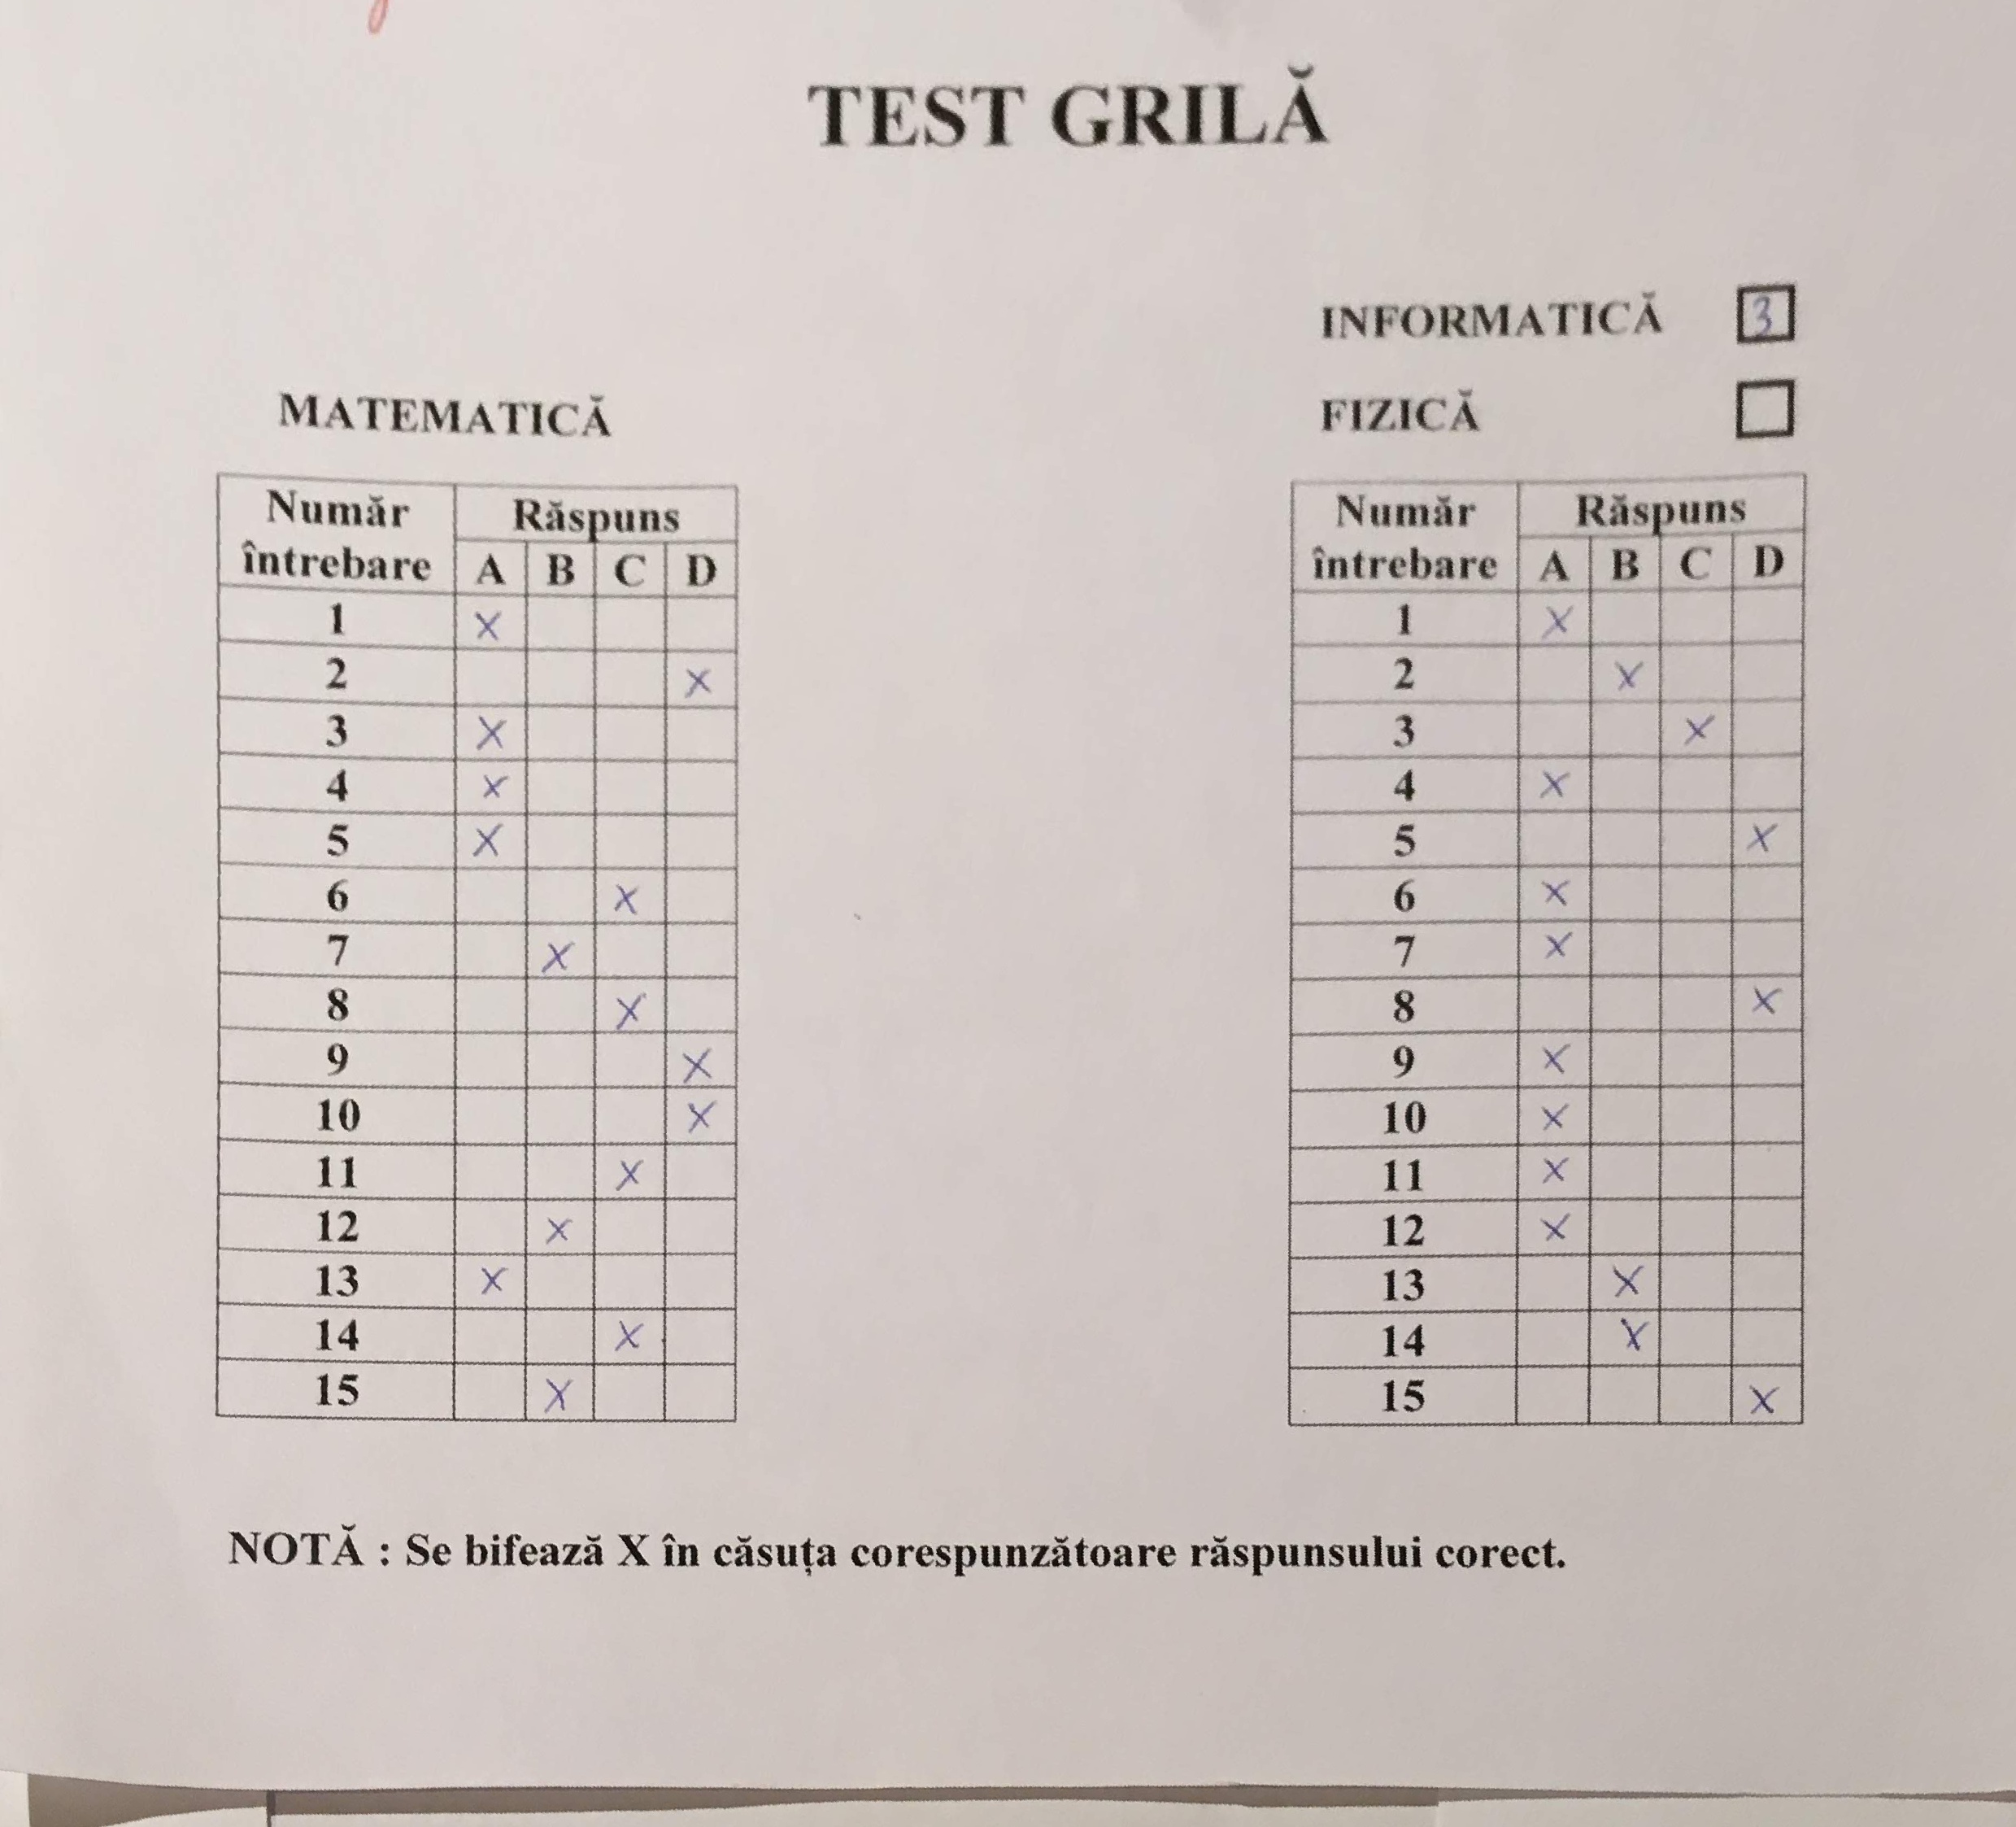 TEST GRILĂ
INFORMATICĂ 3
FIZICĂ
MATEMATICĂ
Număr întrebare Răspuns
A B C D
1 X
2 X
3 X
4 X
5 X
6 X
7 X
8 X
9 X
10 X
11 X
12 X
13 X
14 X
15 X
Număr întrebare Răspuns
A B C D
1 X
2 X
3 X
4 X
5 X
6 X
7 X
8 X
9 X
10 X
11 X
12 X
13 X
14 X
15 X
NOTĂ : Se bifează X în căsuța corespunzătoare răspunsului corect.